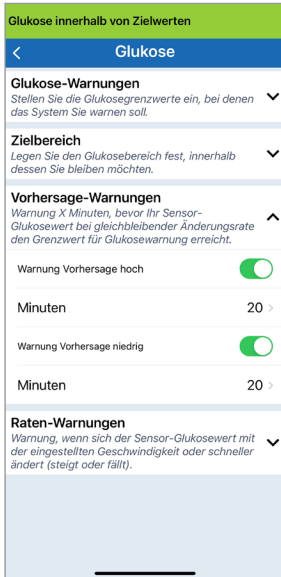 Glukose innerhalb von Zielwerten
Glukose
Glukose-Warnungen
Stellen Sie die Glukosegrenzwerte ein, bei denen
das System Sie warnen soll.
Zielbereich
Legen Sie den Glukosebereich fest, innerhalb
dessen Sie bleiben möchten.
Vorhersage-Warnungen
Warnung X Minuten, bevor Ihr Sensor-
Glukosewert bei gleichbleibender Änderungsrate
den Grenzwert für Glukosewarnung erreicht.
Warnung Vorhersage hoch
Minuten 20
Warnung Vorhersage niedrig
Minuten 20
Raten-Warnungen
Warnung, wenn sich der Sensor-Glukosewert mit
der eingestellten Geschwindigkeit oder schneller
ändert (steigt oder fällt).